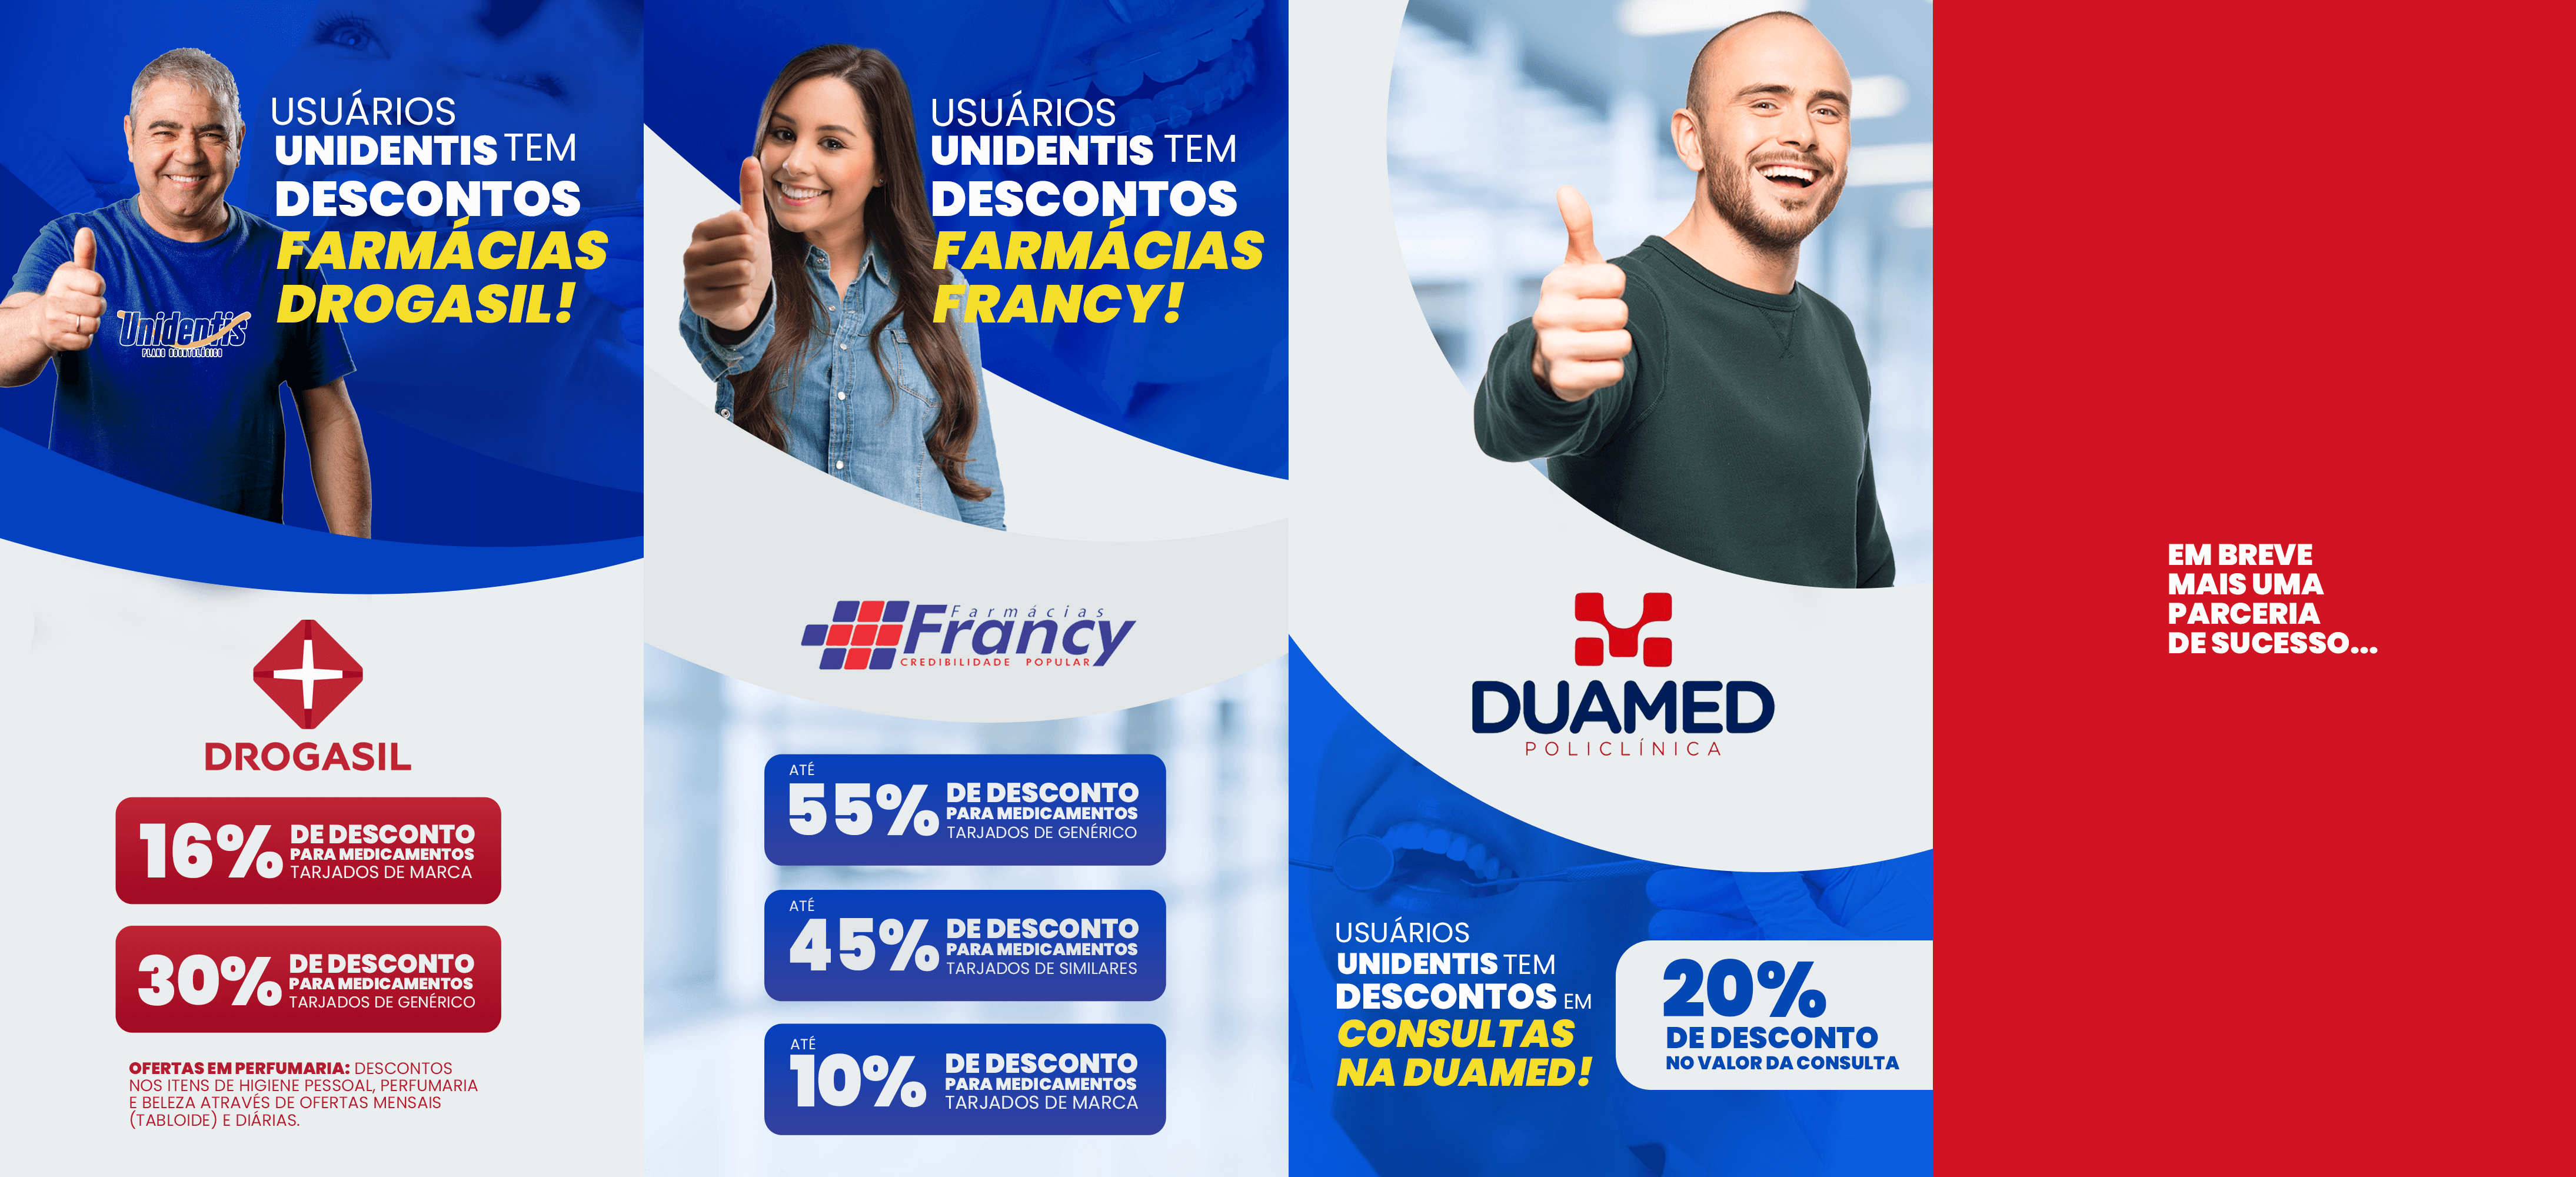 USUÁRIOS
UNIDENTIS TEM
DESCONTOS
FARMÁCIAS
DROGASIL!
Unidentis
PLANO ODONTOLÓGICO
DROGASIL
16% DE DESCONTO
PARA MEDICAMENTOS
TARJADOS DE MARCA
30% DE DESCONTO
PARA MEDICAMENTOS
TARJADOS DE GENÉRICO
OFERTAS EM PERFUMARIA: DESCONTOS
NOS ITENS DE HIGIENE PESSOAL, PERFUMARIA
E BELEZA ATRAVÉS DE OFERTAS MENSAIS
(TABLOIDE) E DIÁRIAS.
USUÁRIOS
UNIDENTIS TEM
DESCONTOS
FARMÁCIAS
FRANCY!
Farmácias
Francy
CREDIBILIDADE POPULAR
ATÉ
55% DE DESCONTO
PARA MEDICAMENTOS
TARJADOS DE GENÉRICO
ATÉ
45% DE DESCONTO
PARA MEDICAMENTOS
TARJADOS DE SIMILARES
ATÉ
10% DE DESCONTO
PARA MEDICAMENTOS
TARJADOS DE MARCA
DUAMED
POLICLÍNICA
USUÁRIOS
UNIDENTIS TEM
DESCONTOS EM
CONSULTAS
NA DUAMED!
20%
DE DESCONTO
NO VALOR DA CONSULTA
EM BREVE
MAIS UMA
PARCERIA
DE SUCESSO...